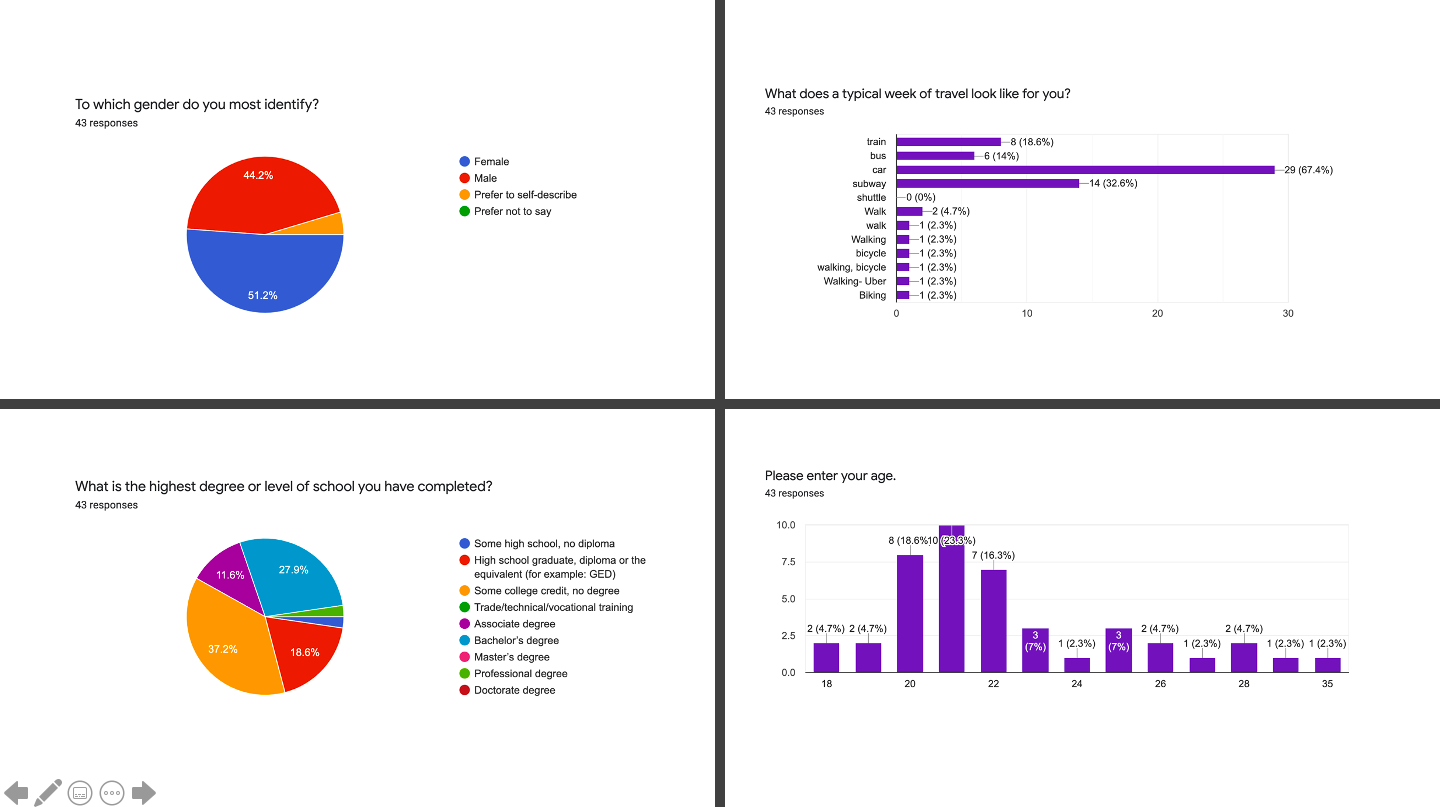 To which gender do you most identify?
43 responses
44.2%
51.2%
Female
Male
Prefer to self-describe
Prefer not to say
What does a typical week of travel look like for you?
43 responses
train 8 (18.6%)
bus 6 (14%)
car 29 (67.4%)
subway 14 (32.6%)
shuttle 0 (0%)
Walk 2 (4.7%)
walk 1 (2.3%)
Walking 1 (2.3%)
bicycle 1 (2.3%)
walking, bicycle 1 (2.3%)
Walking- Uber 1 (2.3%)
Biking 1 (2.3%)
0 10 20 30
What is the highest degree or level of school you have completed?
43 responses
27.9%
11.6%
37.2%
18.6%
Some high school, no diploma
High school graduate, diploma or the
equivalent (for example: GED)
Some college credit, no degree
Trade/technical/vocational training
Associate degree
Bachelor's degree
Master's degree
Professional degree
Doctorate degree
Please enter your age.
43 responses
10.0
7.5
5.0
2.5
0.0
2 (4.7%) 2 (4.7%) 8 (18.6%) 10 (23.3%) 7 (16.3%) 3 (7%) 1 (2.3%) 3 (7%) 2 (4.7%) 1 (2.3%) 2 (4.7%) 1 (2.3%) 1 (2.3%)
18 20 22 24 26 28 35